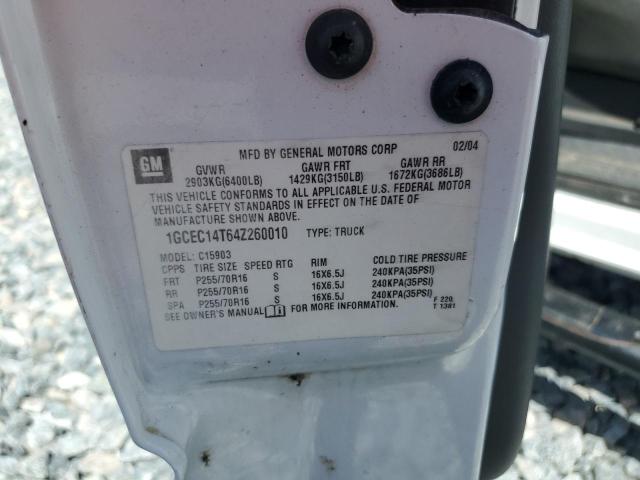 GM MFD BY GENERAL MOTORS CORP 02/04
GVWR GAWR FRT GAWR RR
2903KG(6400LB) 1429KG(3150LB) 1672KG(3686LB)
THIS VEHICLE CONFORMS TO ALL APPLICABLE U.S. FEDERAL MOTOR
VEHICLE SAFETY STANDARDS IN EFFECT ON THE DATE OF
MANUFACTURE SHOWN ABOVE.
1GCEC14T64Z260010 TYPE: TRUCK
MODEL: C15903
CPPS TIRE SIZE SPEED RTG RIM COLD TIRE PRESSURE
FRT P255/70R16 S 16X6.5J 240KPA(35PSI)
RR P255/70R16 S 16X6.5J 240KPA(35PSI)
SPA P255/70R16 S 16X6.5J 240KPA(35PSI)
SEE OWNER'S MANUAL FOR MORE INFORMATION. F 220
T 1381